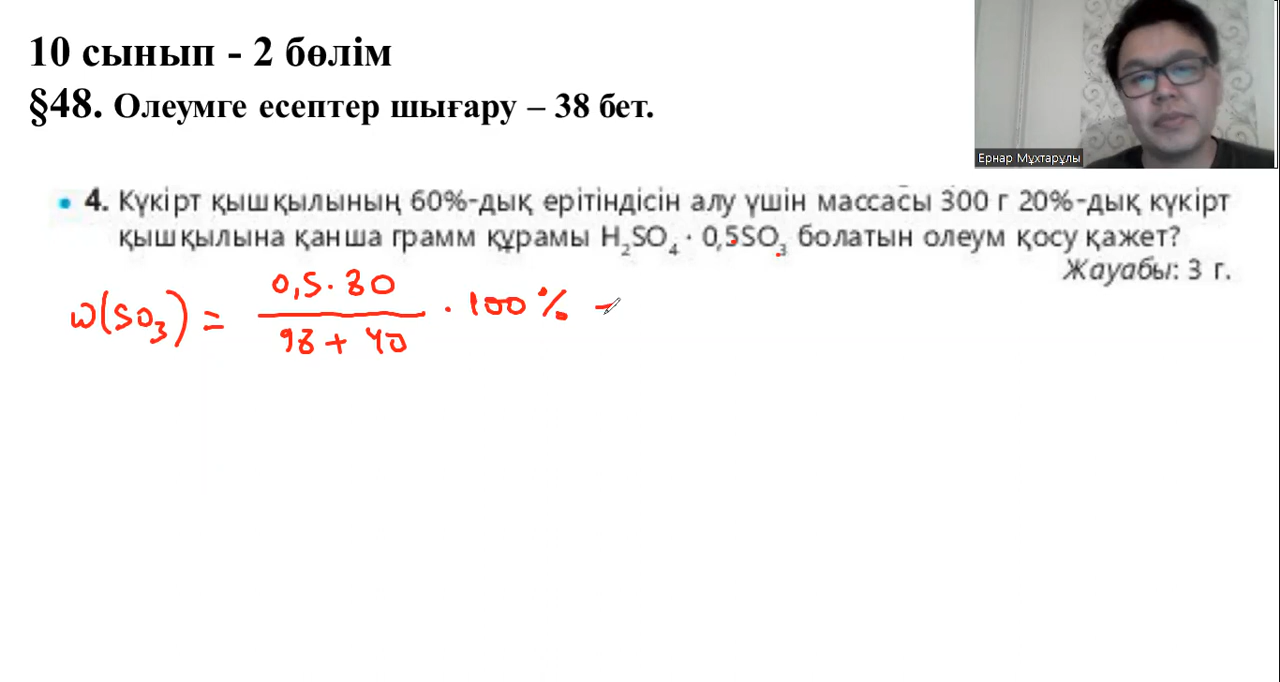 10 сынып - 2 бөлім
§48. Олеумге есептер шығару – 38 бет.
Ернар Мұхтарұлы
• 4. Күкірт қышқылының 60%-дық ерітіндісін алу үшін массасы 300 г 20%-дық күкірт
қышқылына қанша грамм құрамы H₂SO₄ · 0,5SO₃ болатын олеум қосу қажет?
Жауабы: 3 г.
ω(SO₃) = (0,5 · 80)/(98 + 40) · 100% =